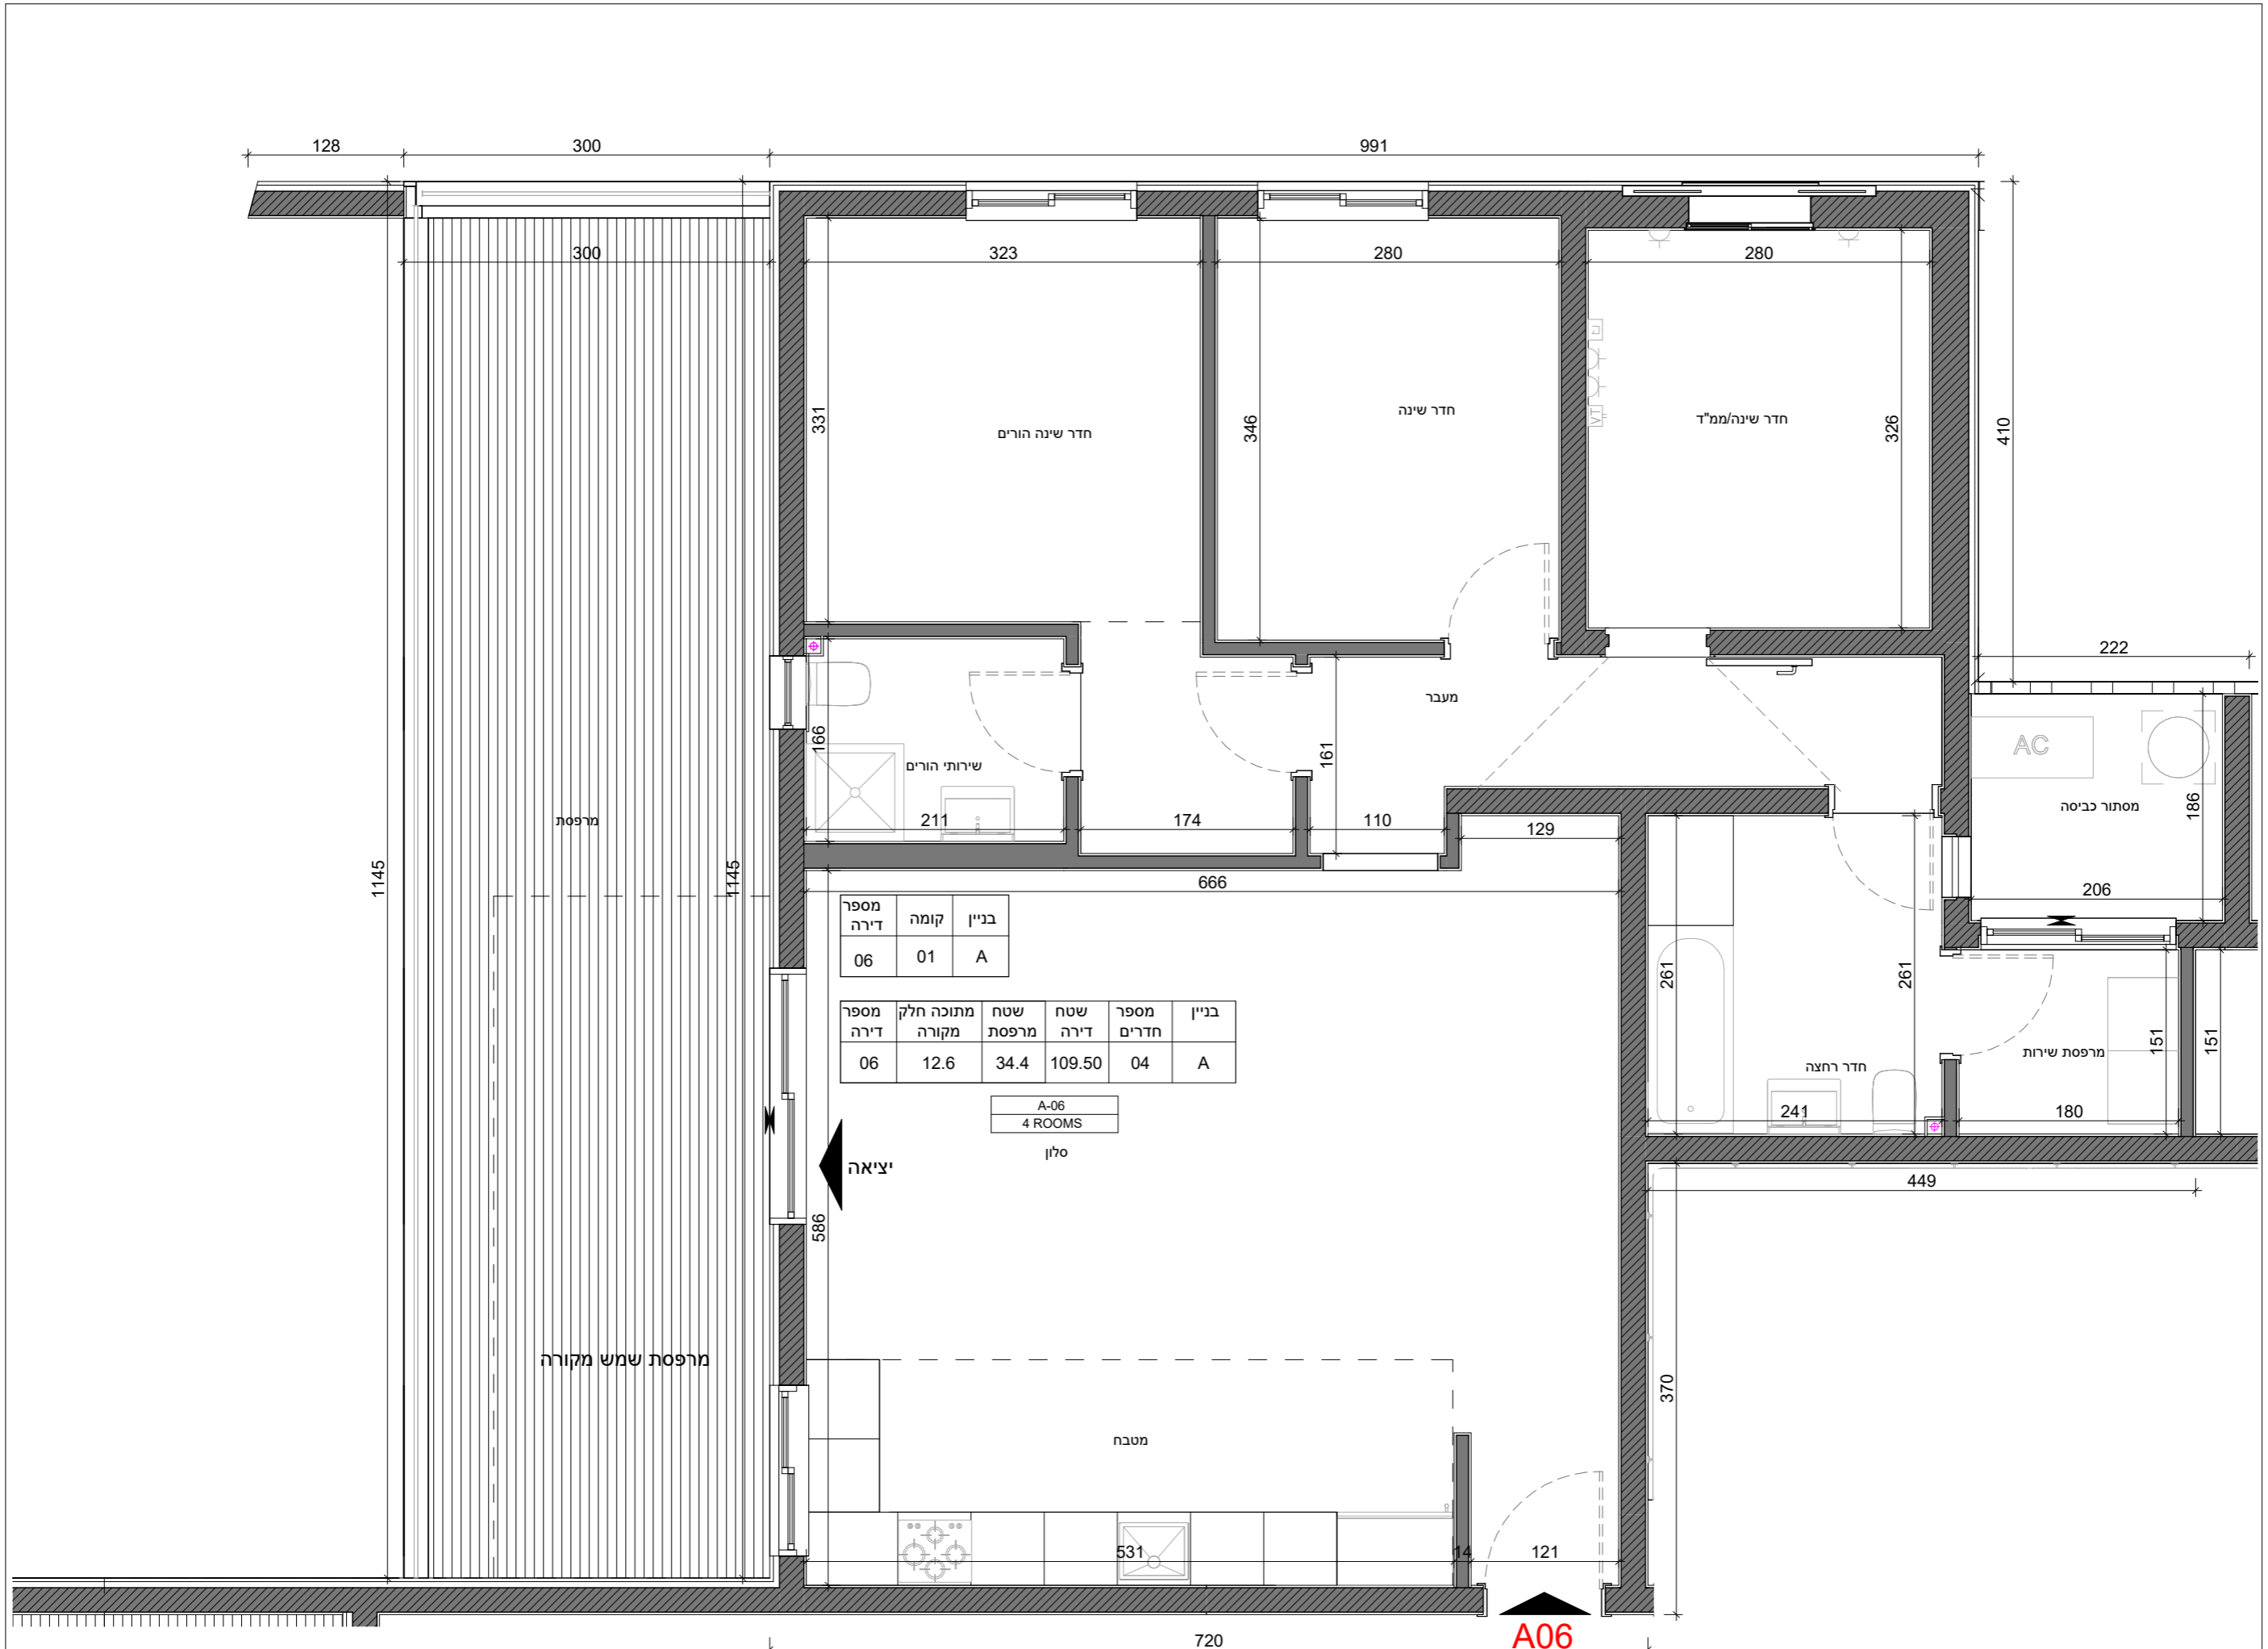 128
300
991
300
323
280
280
331
346
326
410
חדר שינה הורים
חדר שינה
חדר שינה/ממ"ד
TV
222
מעבר
166
161
שירותי הורים
AC
מסתור כביסה
186
מרפסת
211
174
110
129
206
1145
1145
666
מספר דירה
קומה
בניין
06
01
A
מספר דירה
מתוכה חלק מקורה
שטח מרפסת
שטח דירה
מספר חדרים
בניין
06
12.6
34.4
109.50
04
A
261
261
151
151
מרפסת שירות
חדר רחצה
A-06
4 ROOMS
סלון
241
180
יציאה
449
586
מרפסת שמש מקורה
370
מטבח
531
14
121
720
A06